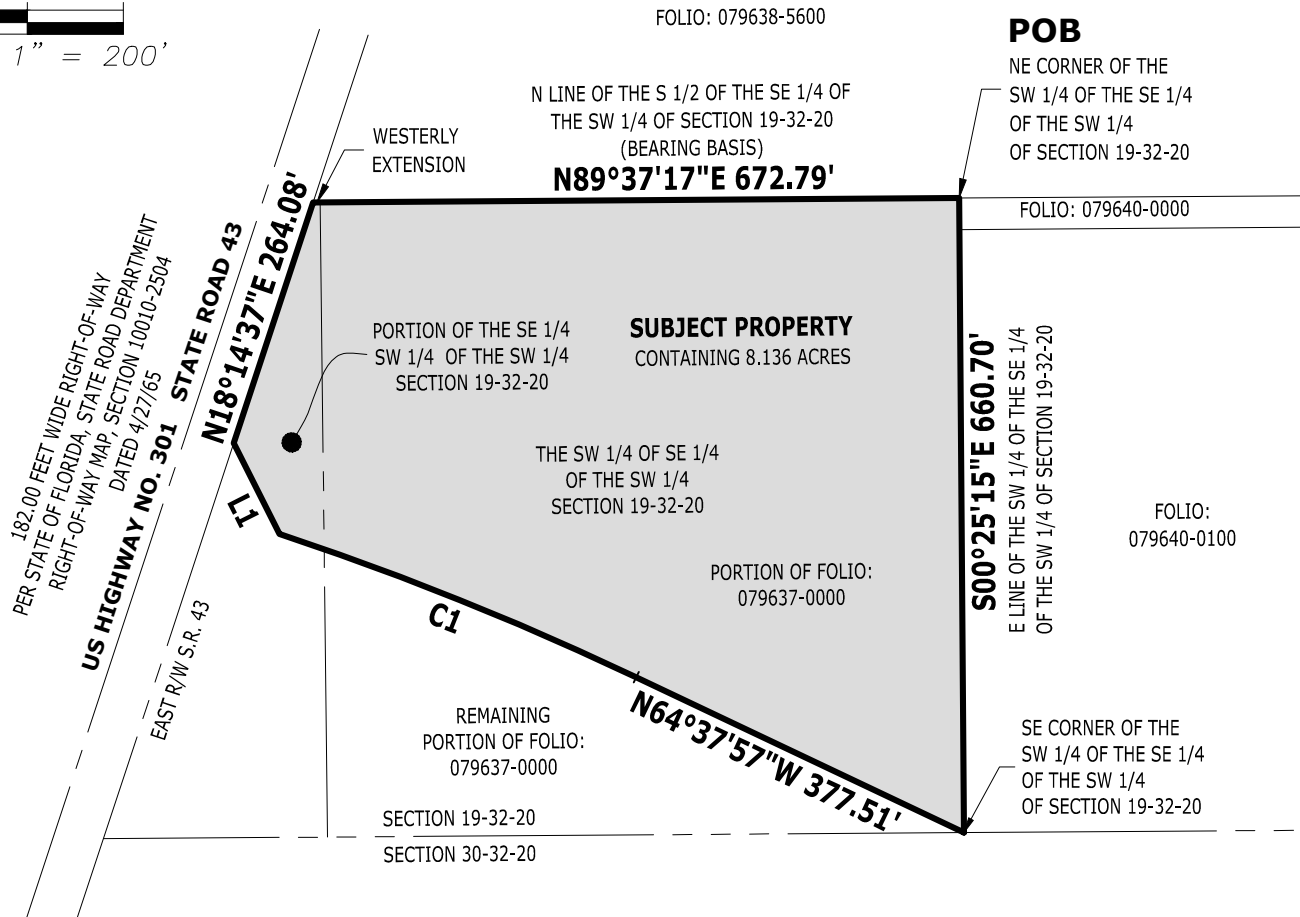 1” = 200’
FOLIO: 079638-5600
POB
NE CORNER OF THE
SW 1/4 OF THE SE 1/4
OF THE SW 1/4
OF SECTION 19-32-20
N LINE OF THE S 1/2 OF THE SE 1/4 OF
THE SW 1/4 OF SECTION 19-32-20
(BEARING BASIS)
N89°37'17"E 672.79'
WESTERLY
EXTENSION
FOLIO: 079640-0000
182.00 FEET WIDE RIGHT-OF-WAY
PER STATE OF FLORIDA, STATE ROAD DEPARTMENT
RIGHT-OF-WAY MAP, SECTION 10010-2504
DATED 4/27/65
US HIGHWAY NO. 301 STATE ROAD 43
N18°14'37"E 264.08'
PORTION OF THE SE 1/4
SW 1/4 OF THE SW 1/4
SECTION 19-32-20
SUBJECT PROPERTY
CONTAINING 8.136 ACRES
THE SW 1/4 OF SE 1/4
OF THE SW 1/4
SECTION 19-32-20
S00°25'15"E 660.70'
E LINE OF THE SW 1/4 OF THE SE 1/4
OF THE SW 1/4 OF SECTION 19-32-20
FOLIO:
079640-0100
PORTION OF FOLIO:
079637-0000
L1
C1
EAST R/W S.R. 43
N64°37'57"W 377.51'
REMAINING
PORTION OF FOLIO:
079637-0000
SE CORNER OF THE
SW 1/4 OF THE SE 1/4
OF THE SW 1/4
OF SECTION 19-32-20
SECTION 19-32-20
SECTION 30-32-20